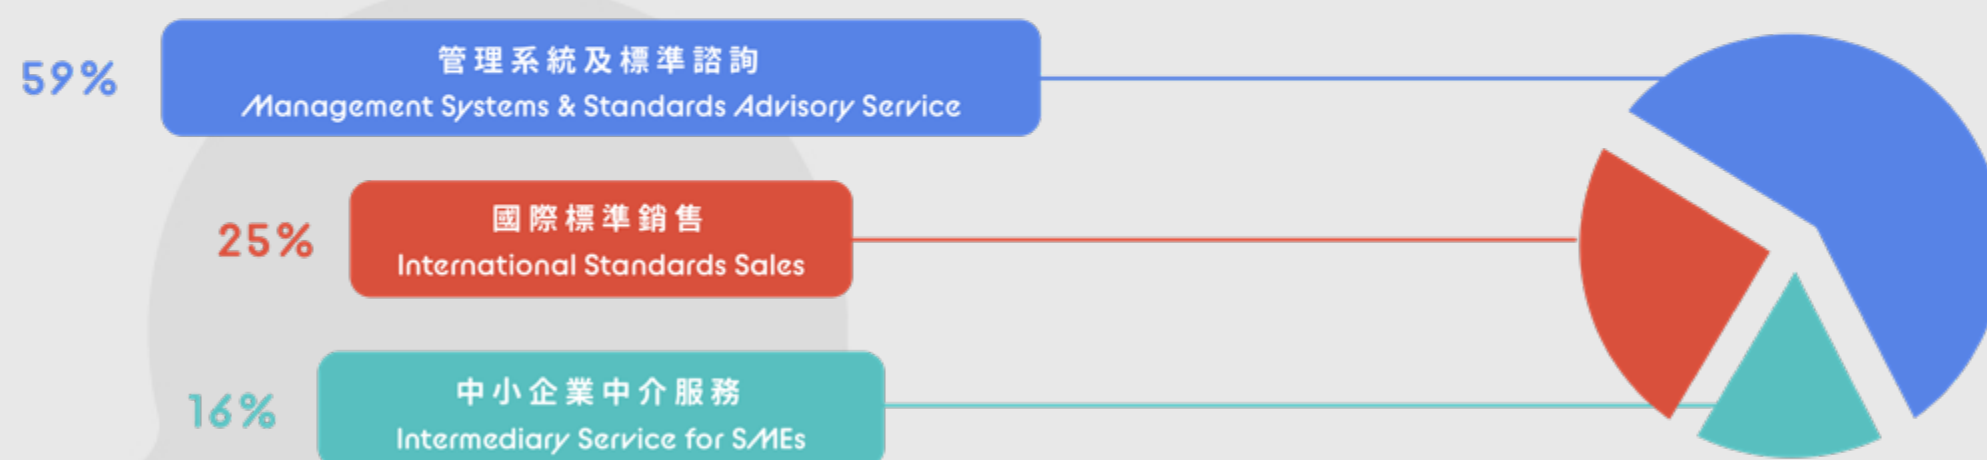 59%
管理系統及標準諮詢
Management Systems & Standards Advisory Service
25%
國際標準銷售
International Standards Sales
16%
中小企業中介服務
Intermediary Service for SMEs